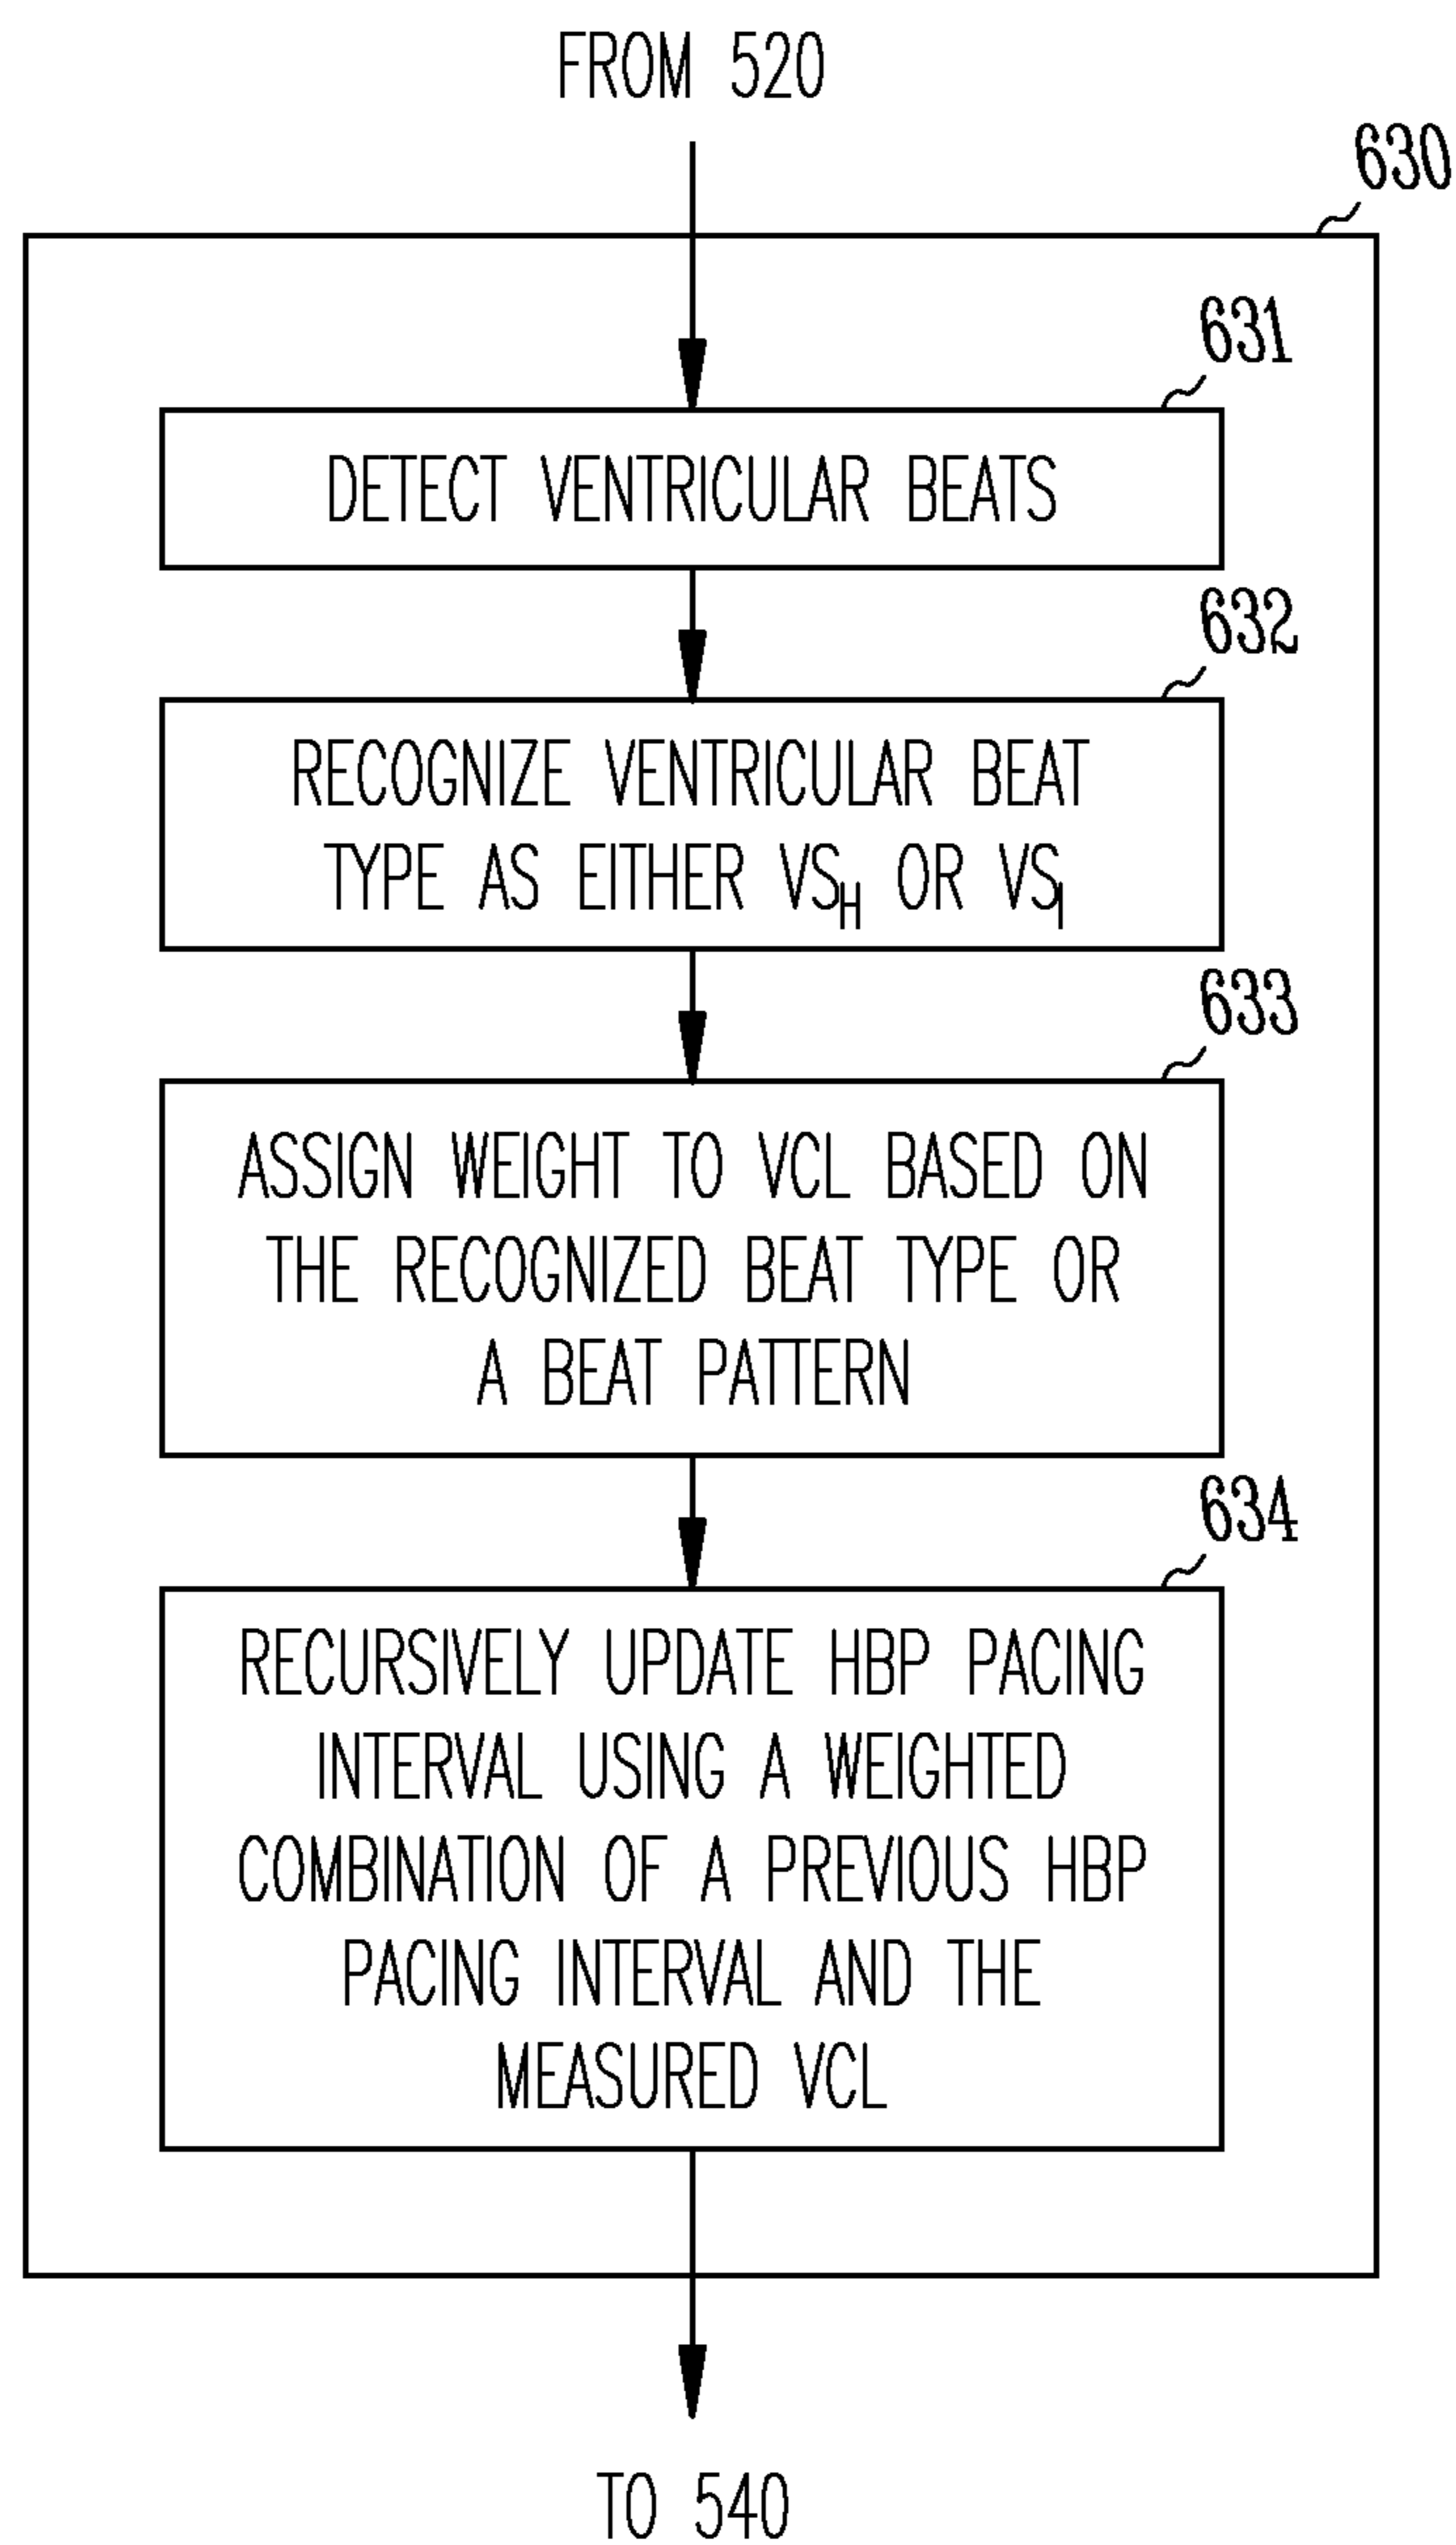 FROM 520
630
631
DETECT VENTRICULAR BEATS
632
RECOGNIZE VENTRICULAR BEAT
TYPE AS EITHER VS_H OR VS_I
633
ASSIGN WEIGHT TO VCL BASED ON
THE RECOGNIZED BEAT TYPE OR
A BEAT PATTERN
634
RECURSIVELY UPDATE HBP PACING
INTERVAL USING A WEIGHTED
COMBINATION OF A PREVIOUS HBP
PACING INTERVAL AND THE
MEASURED VCL
TO 540